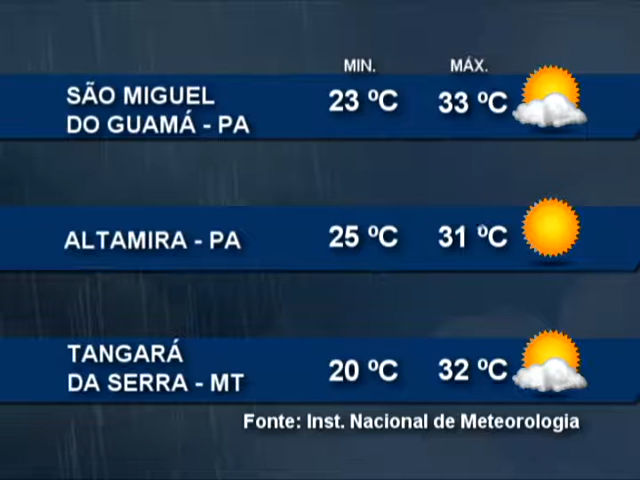 MIN. MÁX.
SÃO MIGUEL
DO GUAMÁ - PA
23 ºC 33 ºC
ALTAMIRA - PA 25 ºC 31 ºC
TANGARÁ
DA SERRA - MT
20 ºC 32 ºC
Fonte: Inst. Nacional de Meteorologia